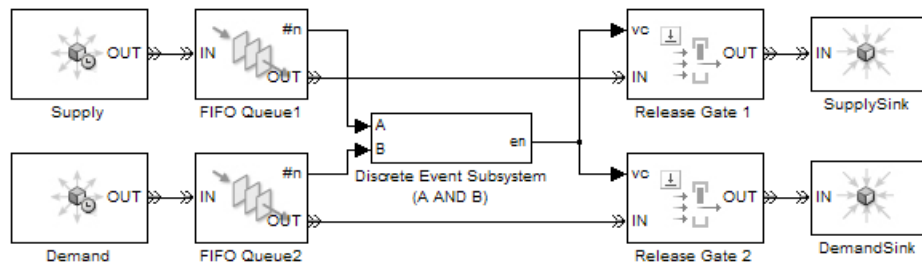 OUT
Supply
IN
#n
OUT
FIFO Queue1
vc
IN
OUT
Release Gate 1
IN
SupplySink
A
B
en
Discrete Event Subsystem
(A AND B)
OUT
Demand
IN
#n
OUT
FIFO Queue2
vc
IN
OUT
Release Gate 2
IN
DemandSink